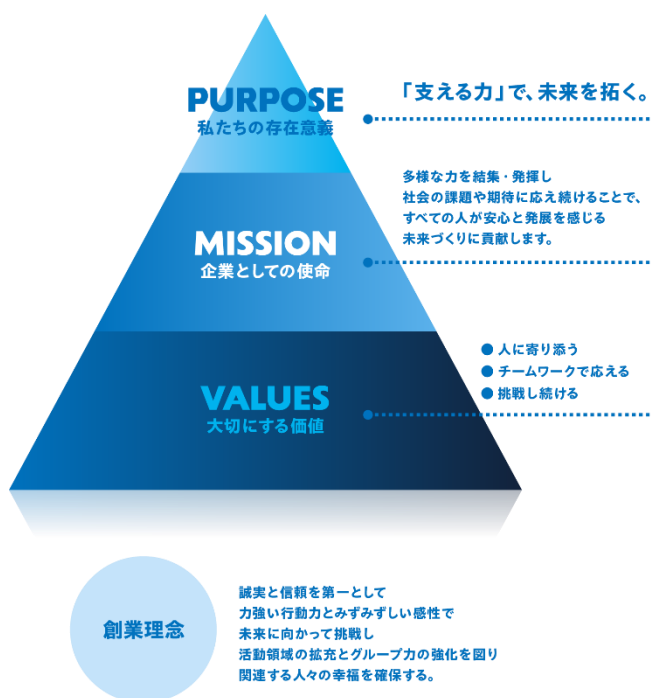 PURPOSE
私たちの存在意義
「支える力」で、未来を拓く。
多様な力を結集・発揮し
社会の課題や期待に応え続けることで、
すべての人が安心と発展を感じる
未来づくりに貢献します。
MISSION
企業としての使命
● 人に寄り添う
● チームワークで応える
● 挑戦し続ける
VALUES
大切にする価値
創業理念
誠実と信頼を第一として
力強い行動力とみずみずしい感性で
未来に向かって挑戦し
活動領域の拡充とグループ力の強化を図り
関連する人々の幸福を確保する。